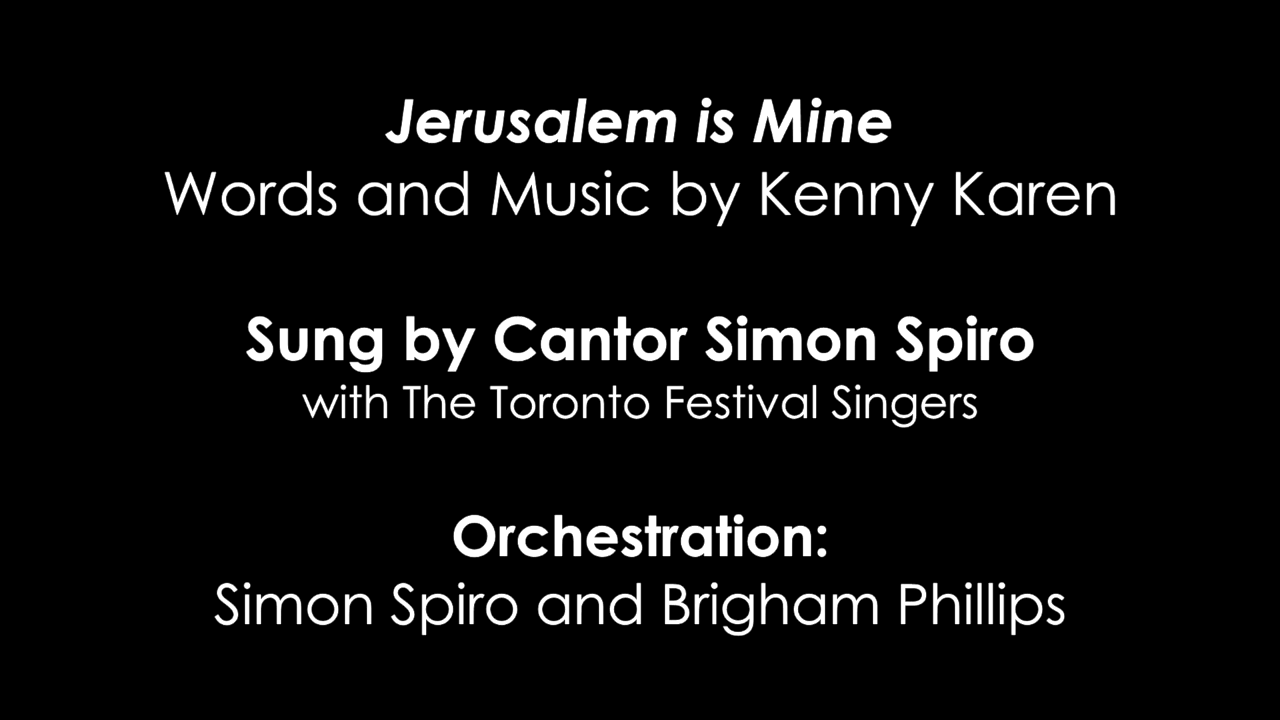 Jerusalem is Mine
Words and Music by Kenny Karen
Sung by Cantor Simon Spiro
with The Toronto Festival Singers
Orchestration:
Simon Spiro and Brigham Phillips